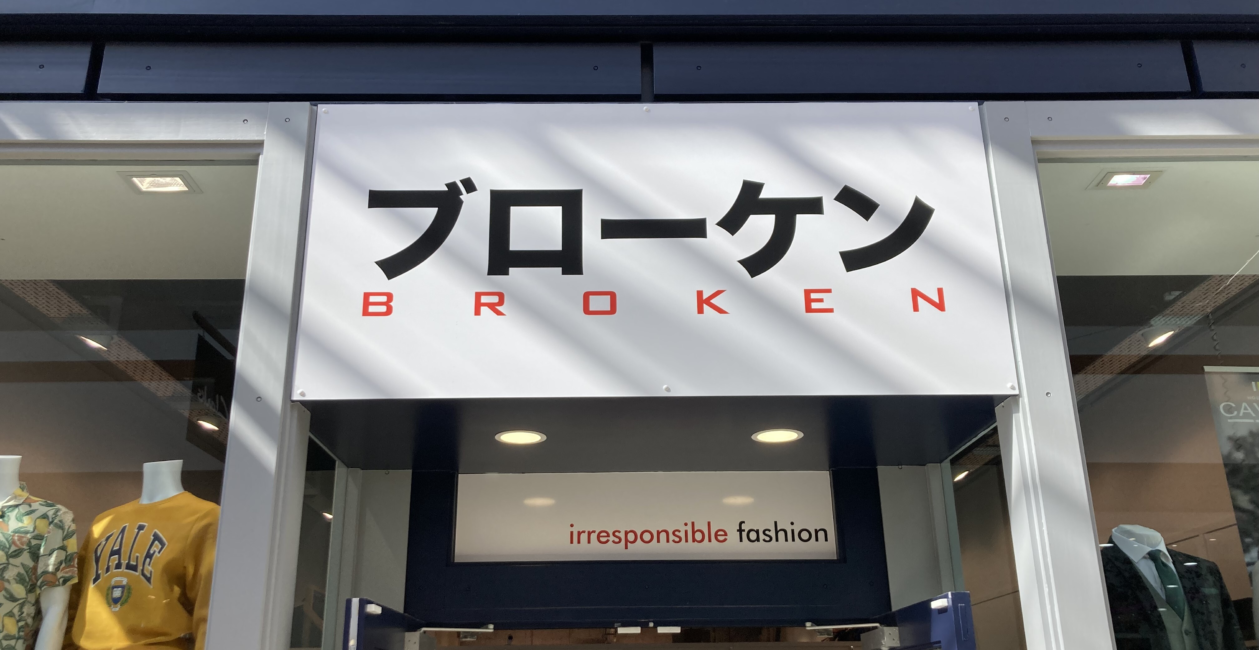 ブローケン
BROKEN
irresponsible fashion
YALE